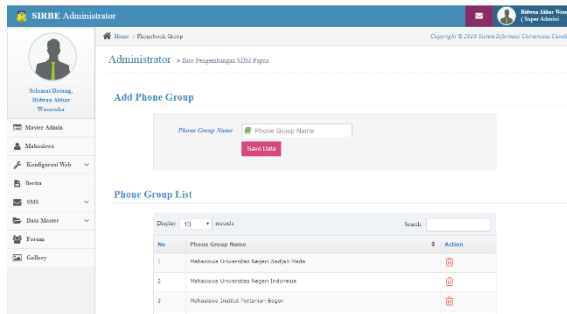 SIRBE Administrator
Ridwan Akbar
( Super Admin
Home > Phonebook Group
Copyright © 2016 Sistem Informasi Universitas
Administrator » Biro Pengembangan SDM Papua
Selamat Datang,
Ridwan Akbar
Master Admin
Mahasiswa
Konfigurasi Web
Berita
SMS
Data Master
Forum
Gallery
Add Phone Group
Phone Group Name
Phone Group Name
Save Data
Phone Group List
Display 10 records
Search:
No Phone Group Name Action
1 Mahasiswa Universitas Negeri Gadjah Mada
2 Mahasiswa Universitas Negeri Indonesia
3 Mahasiswa Institut Pertanian Bogor